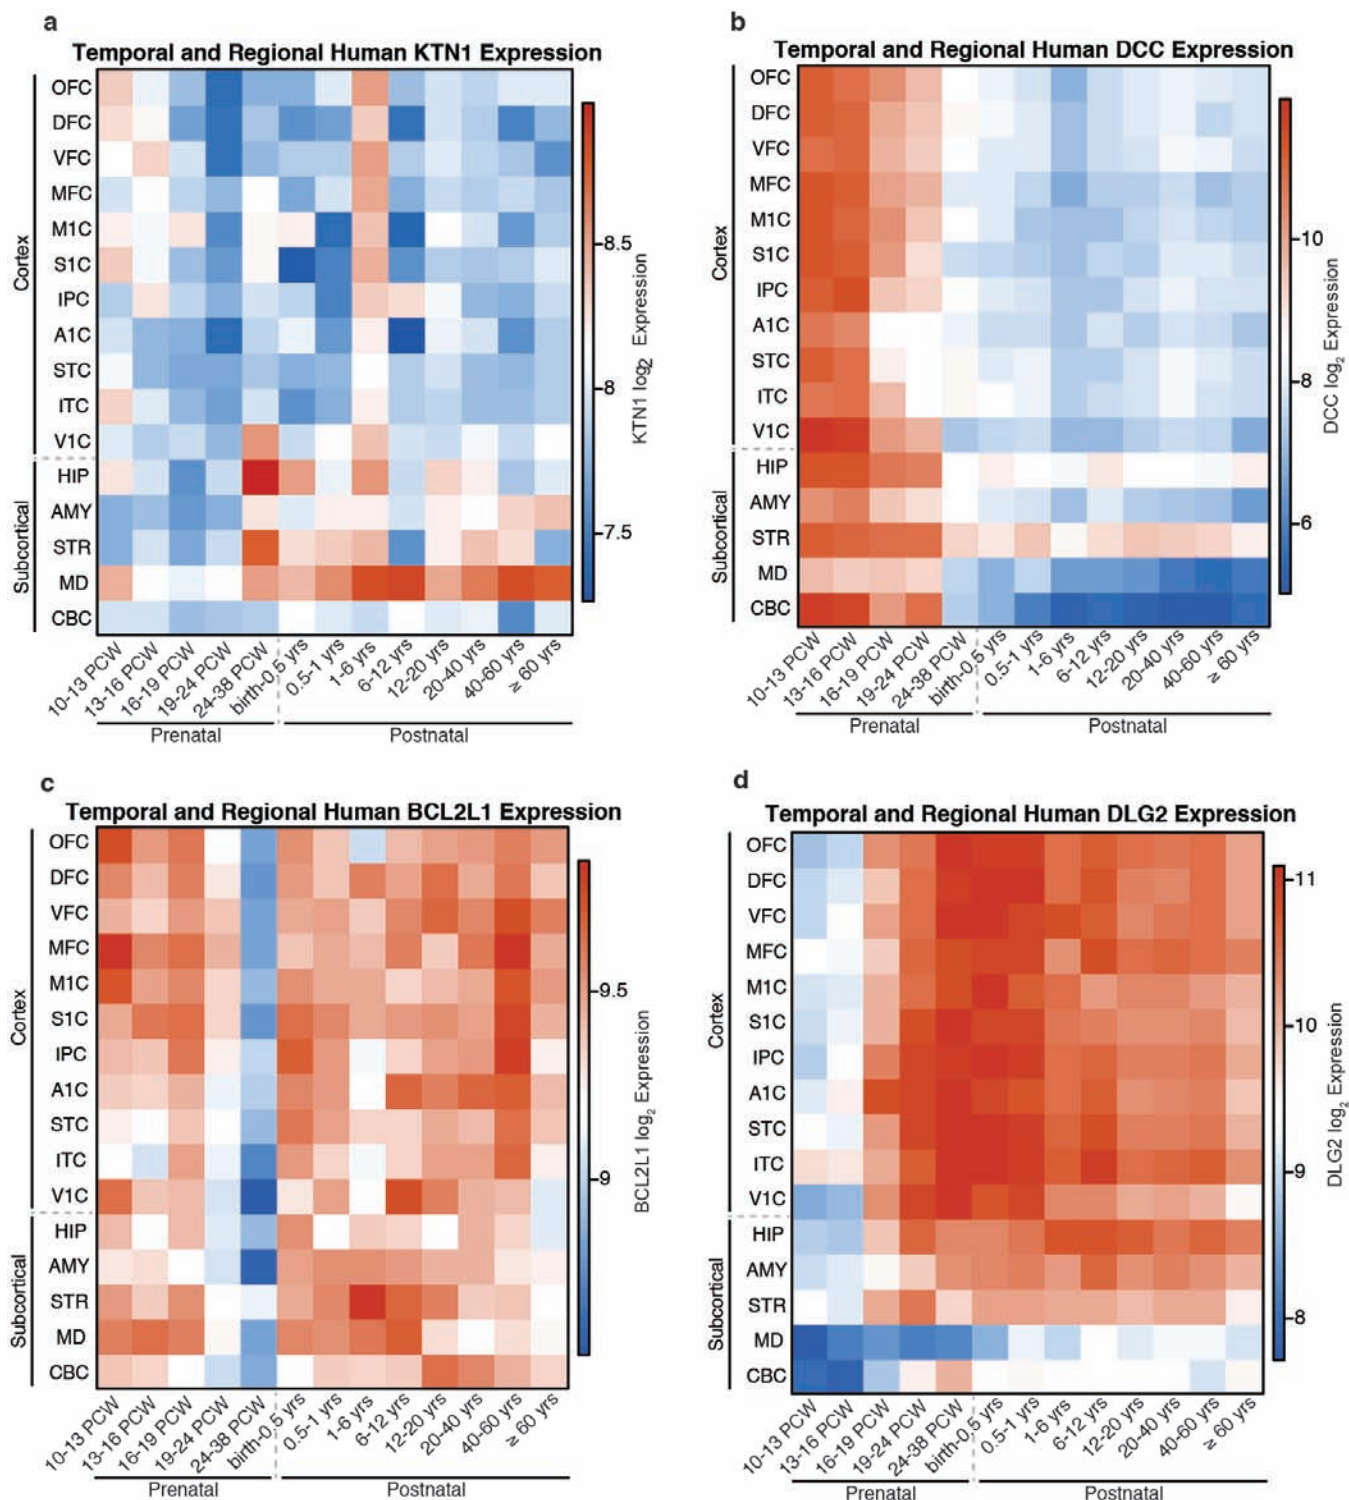 a
Temporal and Regional Human KTN1 Expression
Cortex
OFC
DFC
VFC
MFC
M1C
S1C
IPC
A1C
STC
ITC
V1C
Subcortical
HIP
AMY
STR
MD
CBC
10-13 PCW
13-16 PCW
16-19 PCW
19-24 PCW
24-38 PCW
birth-0.5 yrs
0.5-1 yrs
1-6 yrs
6-12 yrs
12-20 yrs
20-40 yrs
40-60 yrs
≥ 60 yrs
Prenatal
Postnatal
8.5
8
7.5
KTN1 log2 Expression
b
Temporal and Regional Human DCC Expression
Cortex
OFC
DFC
VFC
MFC
M1C
S1C
IPC
A1C
STC
ITC
V1C
Subcortical
HIP
AMY
STR
MD
CBC
10-13 PCW
13-16 PCW
16-19 PCW
19-24 PCW
24-38 PCW
birth-0.5 yrs
0.5-1 yrs
1-6 yrs
6-12 yrs
12-20 yrs
20-40 yrs
40-60 yrs
≥ 60 yrs
Prenatal
Postnatal
10
8
6
DCC log2 Expression
c
Temporal and Regional Human BCL2L1 Expression
Cortex
OFC
DFC
VFC
MFC
M1C
S1C
IPC
A1C
STC
ITC
V1C
Subcortical
HIP
AMY
STR
MD
CBC
10-13 PCW
13-16 PCW
16-19 PCW
19-24 PCW
24-38 PCW
birth-0.5 yrs
0.5-1 yrs
1-6 yrs
6-12 yrs
12-20 yrs
20-40 yrs
40-60 yrs
≥ 60 yrs
Prenatal
Postnatal
9.5
9
BCL2L1 log2 Expression
d
Temporal and Regional Human DLG2 Expression
Cortex
OFC
DFC
VFC
MFC
M1C
S1C
IPC
A1C
STC
ITC
V1C
Subcortical
HIP
AMY
STR
MD
CBC
10-13 PCW
13-16 PCW
16-19 PCW
19-24 PCW
24-38 PCW
birth-0.5 yrs
0.5-1 yrs
1-6 yrs
6-12 yrs
12-20 yrs
20-40 yrs
40-60 yrs
≥ 60 yrs
Prenatal
Postnatal
11
10
9
8
DLG2 log2 Expression